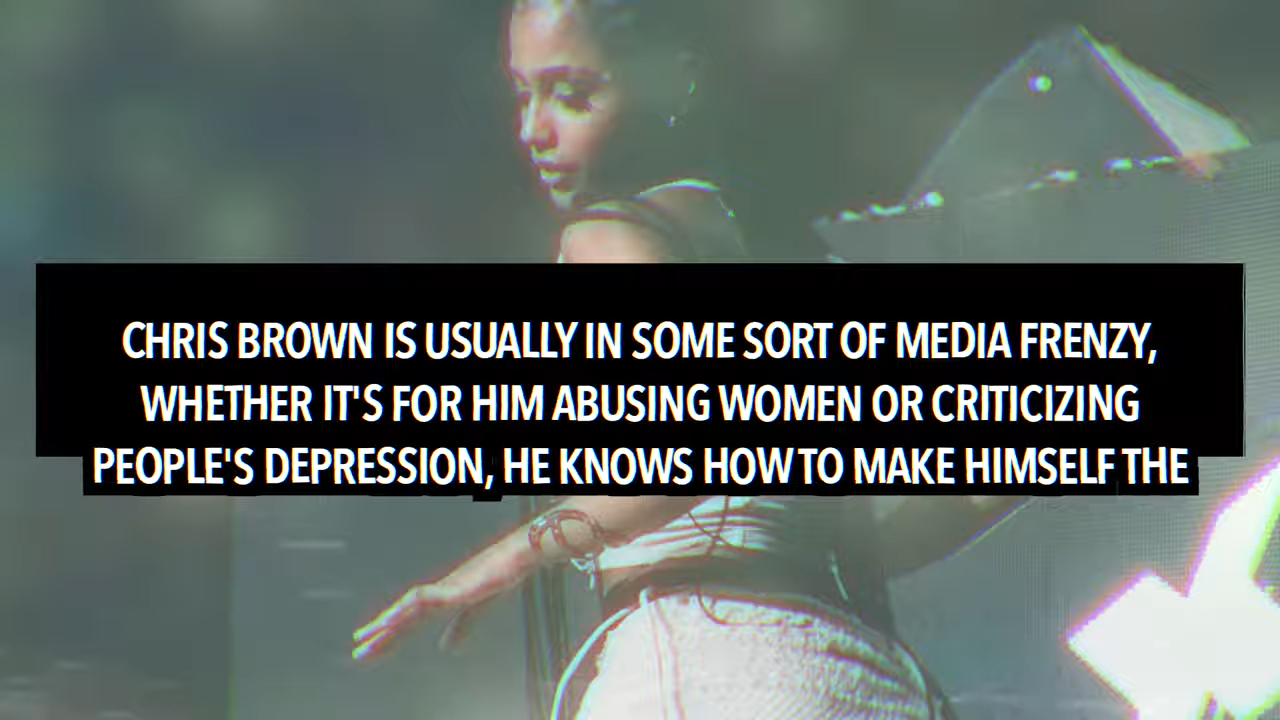 CHRIS BROWN IS USUALLY IN SOME SORT OF MEDIA FRENZY,
WHETHER IT'S FOR HIM ABUSING WOMEN OR CRITICIZING
PEOPLE'S DEPRESSION, HE KNOWS HOW TO MAKE HIMSELF THE